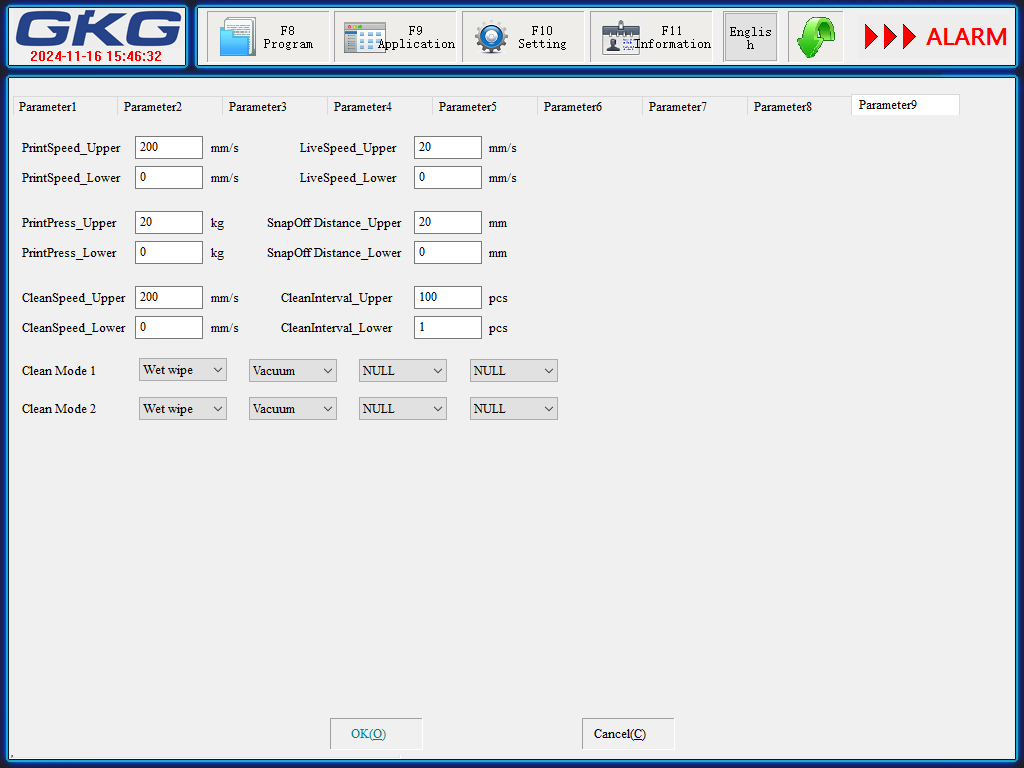 GKG
2024-11-16 15:46:32
F8
Program
F9
Application
F10
Setting
F11
Information
Englis
h
ALARM
Parameter1 Parameter2 Parameter3 Parameter4 Parameter5 Parameter6 Parameter7 Parameter8 Parameter9
PrintSpeed_Upper 200 mm/s LiveSpeed_Upper 20 mm/s
PrintSpeed_Lower 0 mm/s LiveSpeed_Lower 0 mm/s
PrintPress_Upper 20 kg SnapOff Distance_Upper 20 mm
PrintPress_Lower 0 kg SnapOff Distance_Lower 0 mm
CleanSpeed_Upper 200 mm/s CleanInterval_Upper 100 pcs
CleanSpeed_Lower 0 mm/s CleanInterval_Lower 1 pcs
Clean Mode 1 Wet wipe Vacuum NULL NULL
Clean Mode 2 Wet wipe Vacuum NULL NULL
OK(O) Cancel(C)